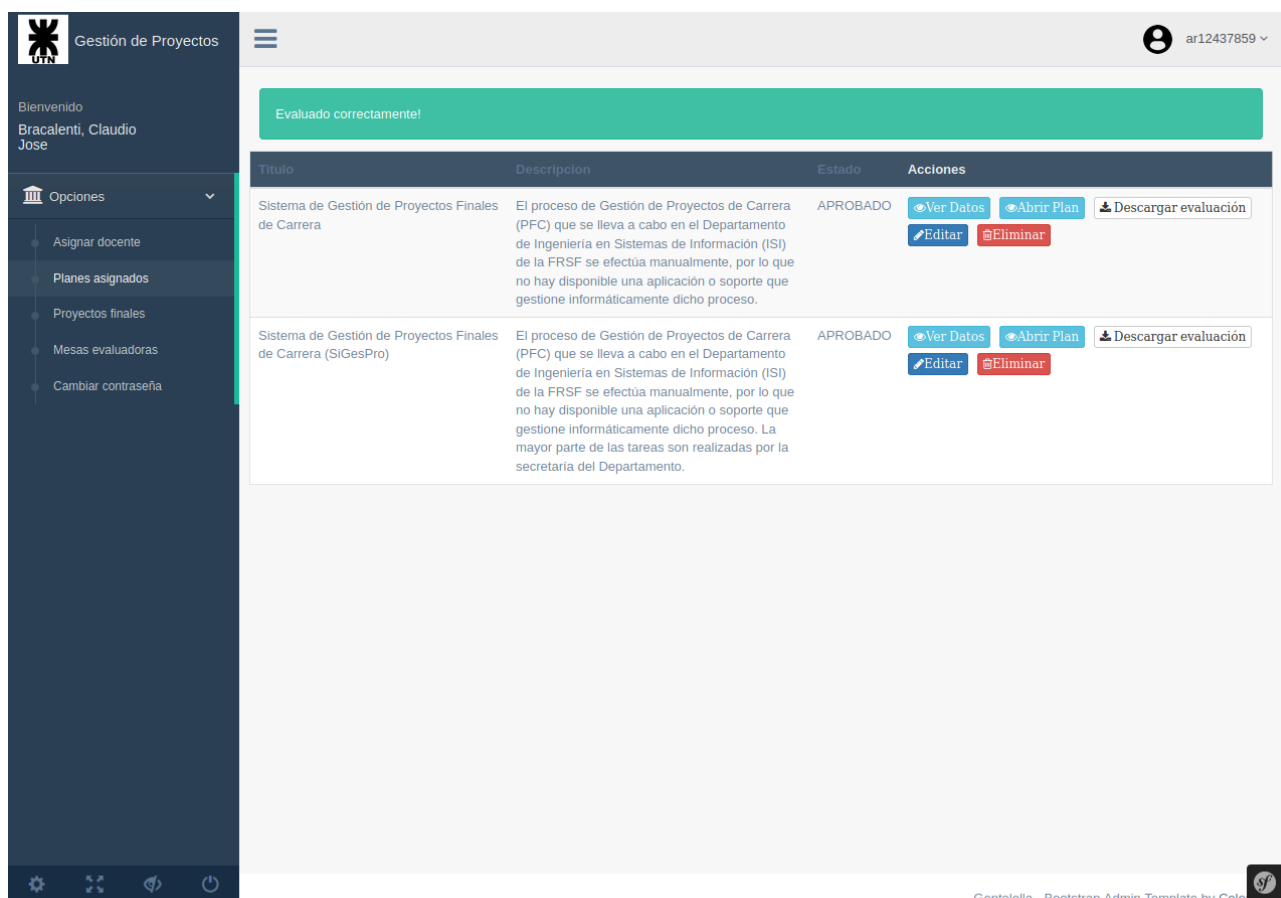 UTN
Gestión de Proyectos
ar12437859
Bienvenido
Bracalenti, Claudio
Jose
Opciones
Asignar docente
Planes asignados
Proyectos finales
Mesas evaluadoras
Cambiar contraseña
Evaluado correctamente!
Titulo Descripcion Estado Acciones
Sistema de Gestión de Proyectos Finales
de Carrera
El proceso de Gestión de Proyectos de Carrera
(PFC) que se lleva a cabo en el Departamento
de Ingeniería en Sistemas de Información (ISI)
de la FRSF se efectúa manualmente, por lo que
no hay disponible una aplicación o soporte que
gestione informáticamente dicho proceso.
APROBADO
Ver Datos Abrir Plan Descargar evaluación
Editar Eliminar
Sistema de Gestión de Proyectos Finales
de Carrera (SiGesPro)
El proceso de Gestión de Proyectos de Carrera
(PFC) que se lleva a cabo en el Departamento
de Ingeniería en Sistemas de Información (ISI)
de la FRSF se efectúa manualmente, por lo que
no hay disponible una aplicación o soporte que
gestione informáticamente dicho proceso. La
mayor parte de las tareas son realizadas por la
secretaría del Departamento.
APROBADO
Ver Datos Abrir Plan Descargar evaluación
Editar Eliminar
Gentelella - Bootstrap Admin Template by Colo
sf